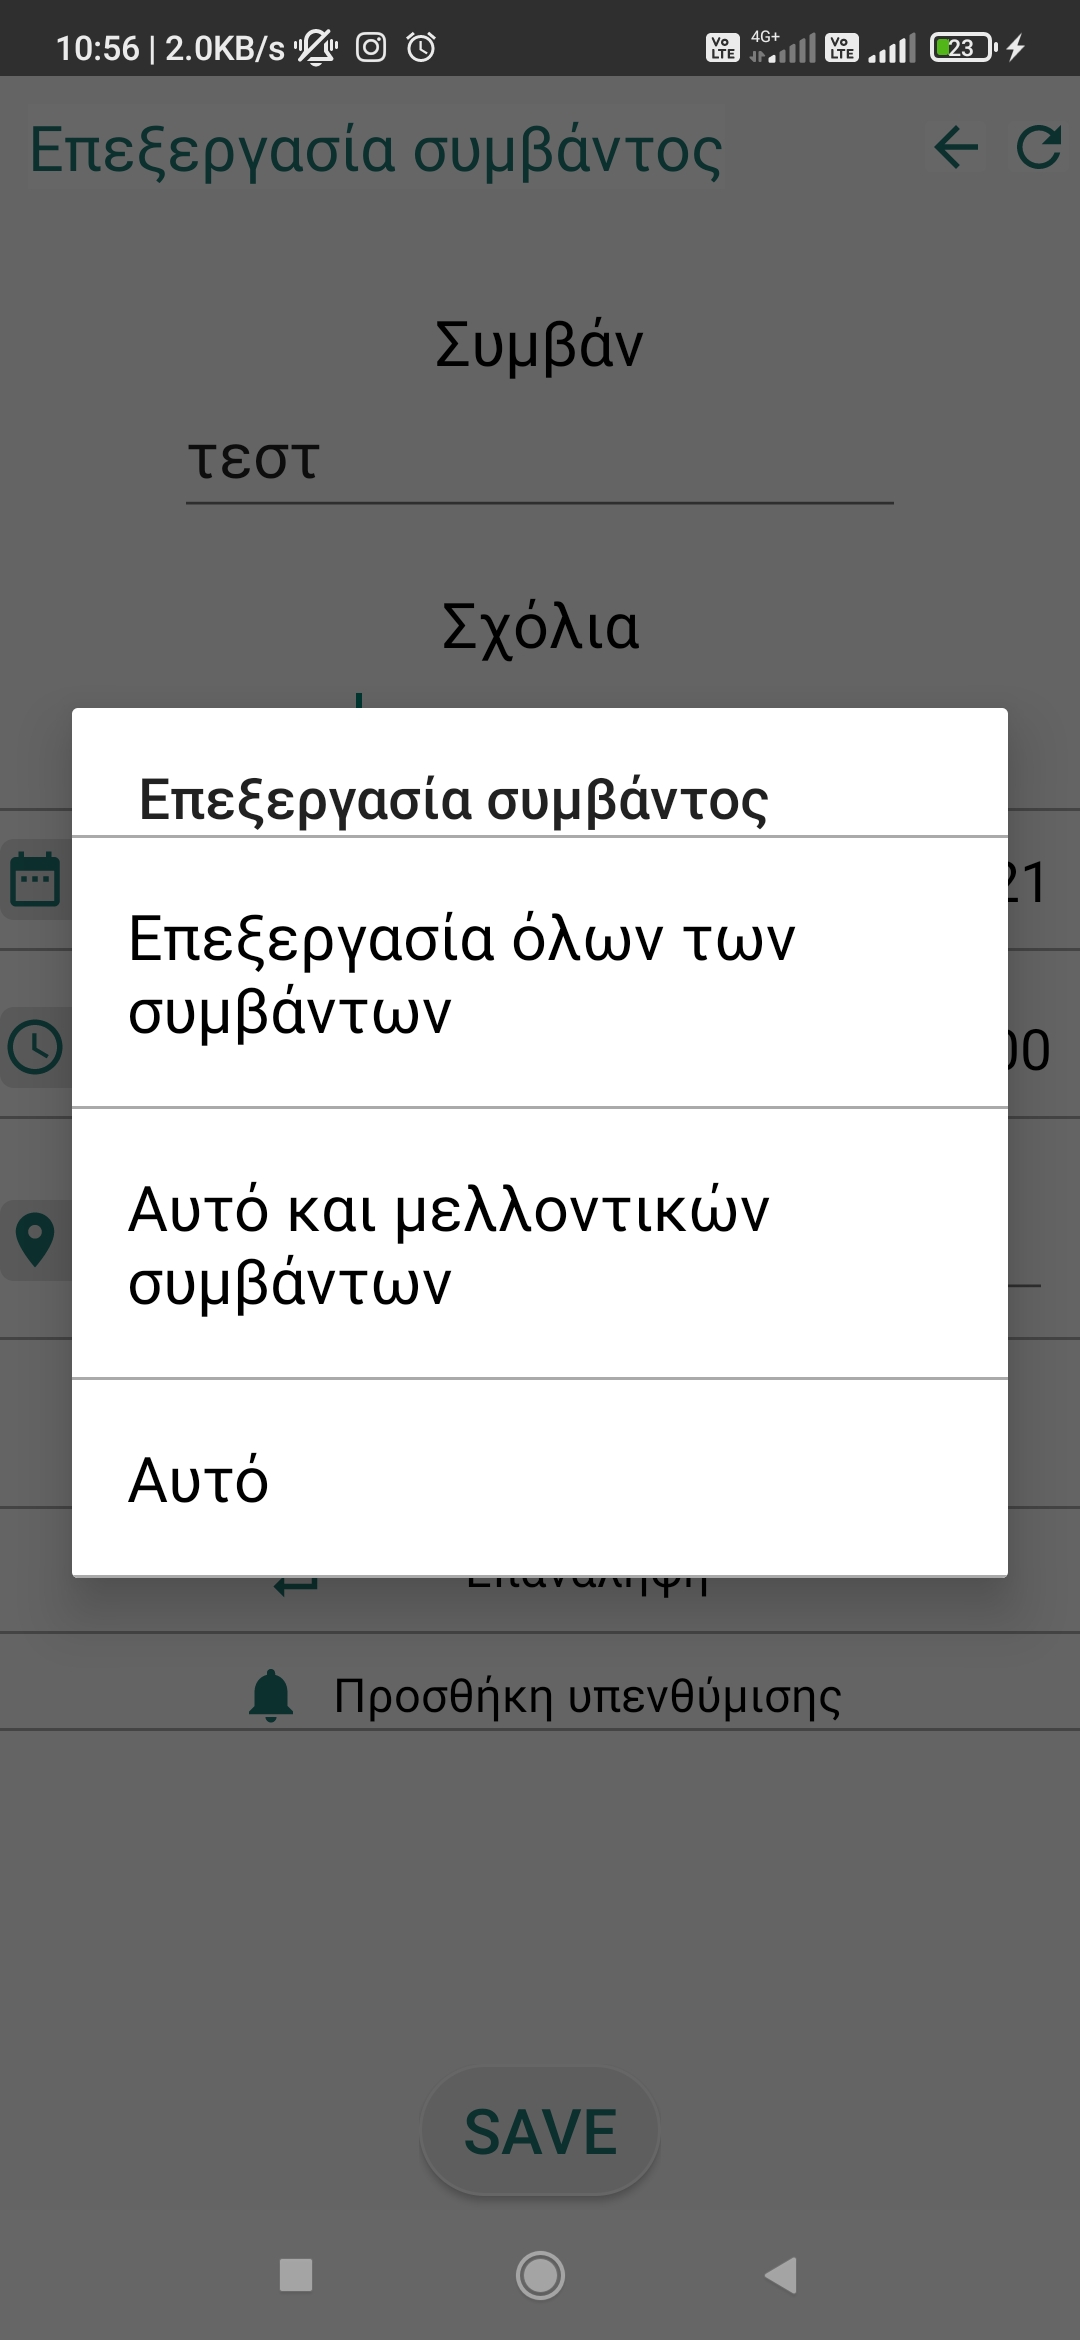 10:56 | 2.0KB/s Vo LTE 4G+ Vo LTE 23
Επεξεργασία συμβάντος
Συμβάν
τεστ
Σχόλια
Επεξεργασία συμβάντος
21
Επεξεργασία όλων των
συμβάντων
00
Αυτό και μελλοντικών
συμβάντων
Αυτό
Επανάληψη
Προσθήκη υπενθύμισης
SAVE